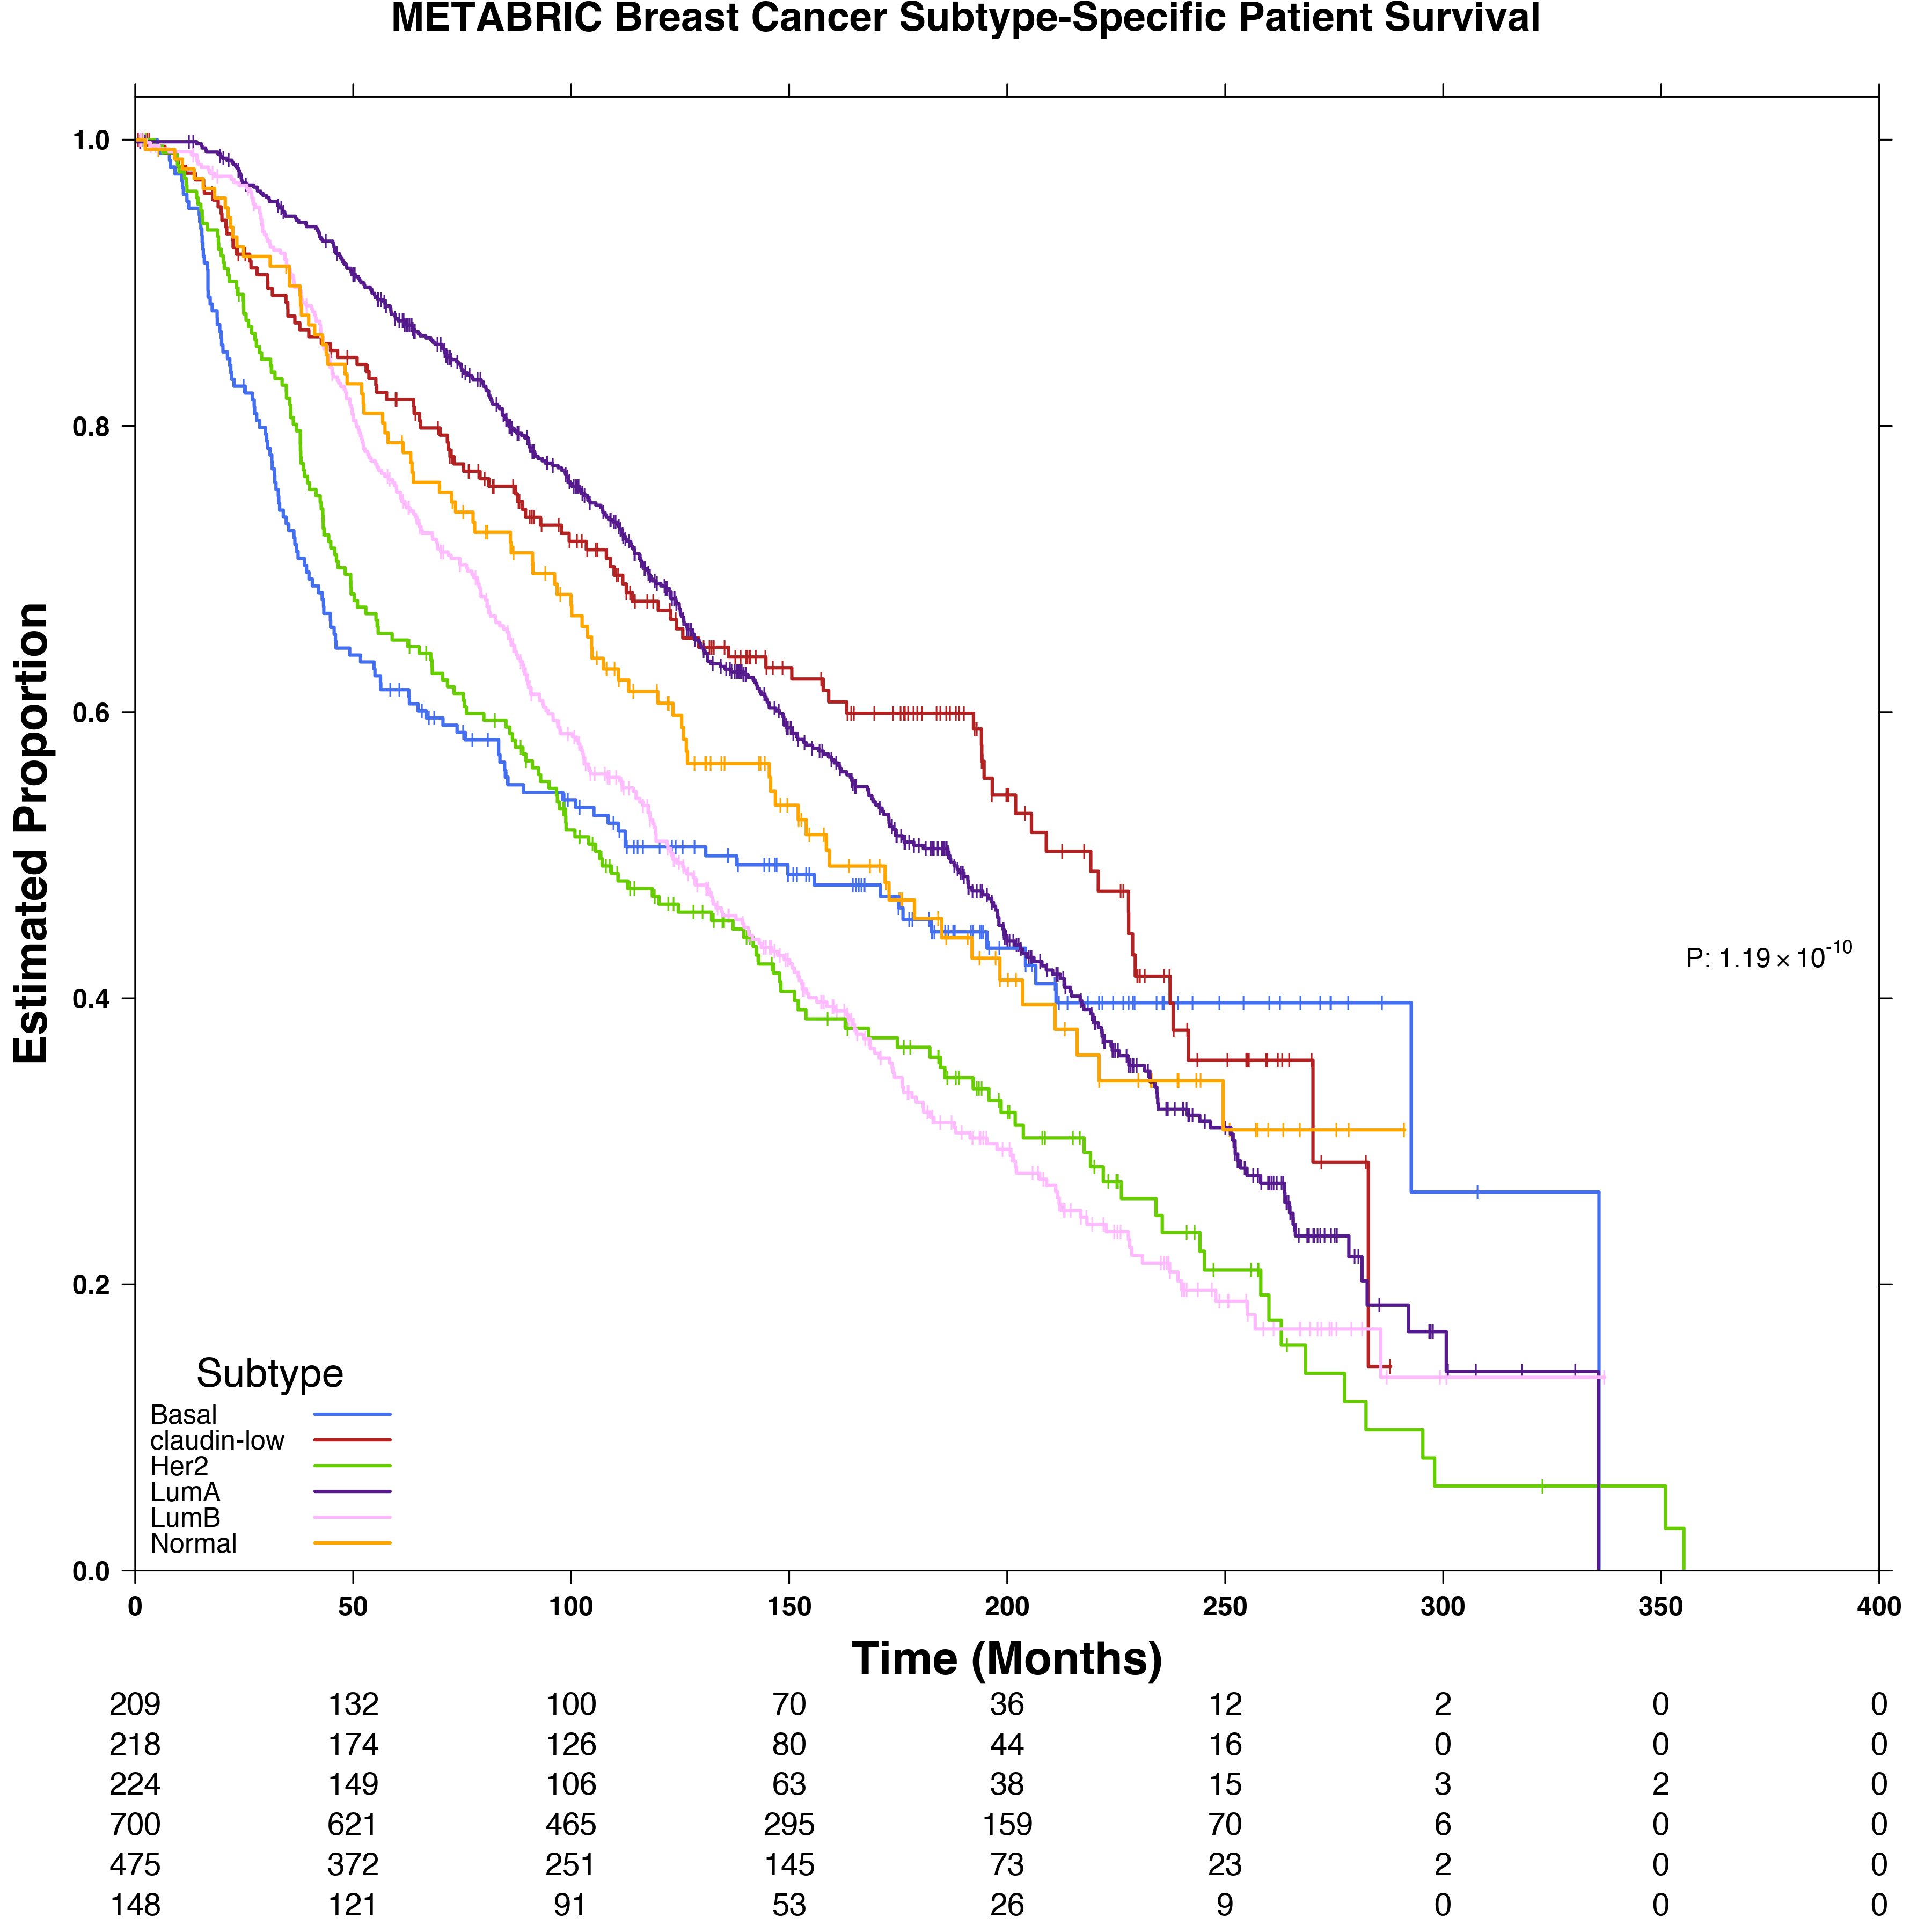 METABRIC Breast Cancer Subtype-Specific Patient Survival
1.0
0.8
0.6
0.4
0.2
0.0
Estimated Proportion
P: 1.19×10-10
Subtype
Basal
claudin-low
Her2
LumA
LumB
Normal
0 50 100 150 200 250 300 350 400
Time (Months)
209 132 100 70 36 12 2 0 0
218 174 126 80 44 16 0 0 0
224 149 106 63 38 15 3 2 0
700 621 465 295 159 70 6 0 0
475 372 251 145 73 23 2 0 0
148 121 91 53 26 9 0 0 0